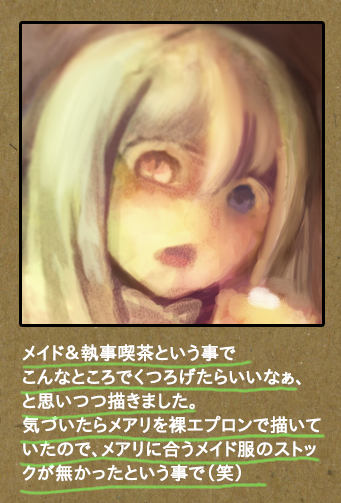 メイド＆執事喫茶という事で
こんなところでくつろげたらいいなぁ、
と思いつつ描きました。
気づいたらメアリを裸エプロンで描いて
いたので、メアリに合うメイド服のストッ
クが無かったという事で（笑）